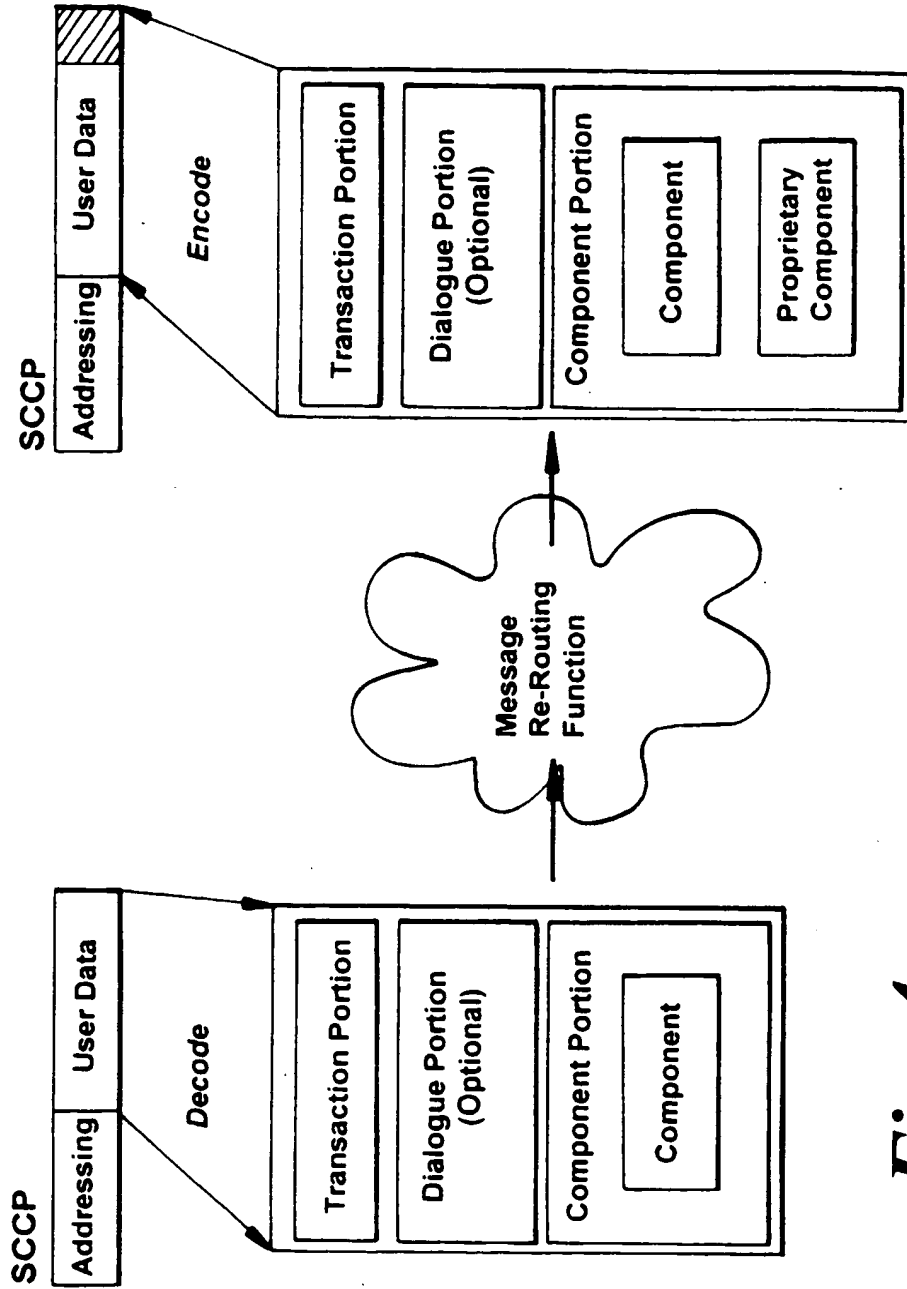 SCCP
Addressing
User Data
Decode
Transaction Portion
Dialogue Portion
(Optional)
Component Portion
Component
Message
Re-Routing
Function
SCCP
Addressing
User Data
Encode
Transaction Portion
Dialogue Portion
(Optional)
Component Portion
Component
Proprietary
Component